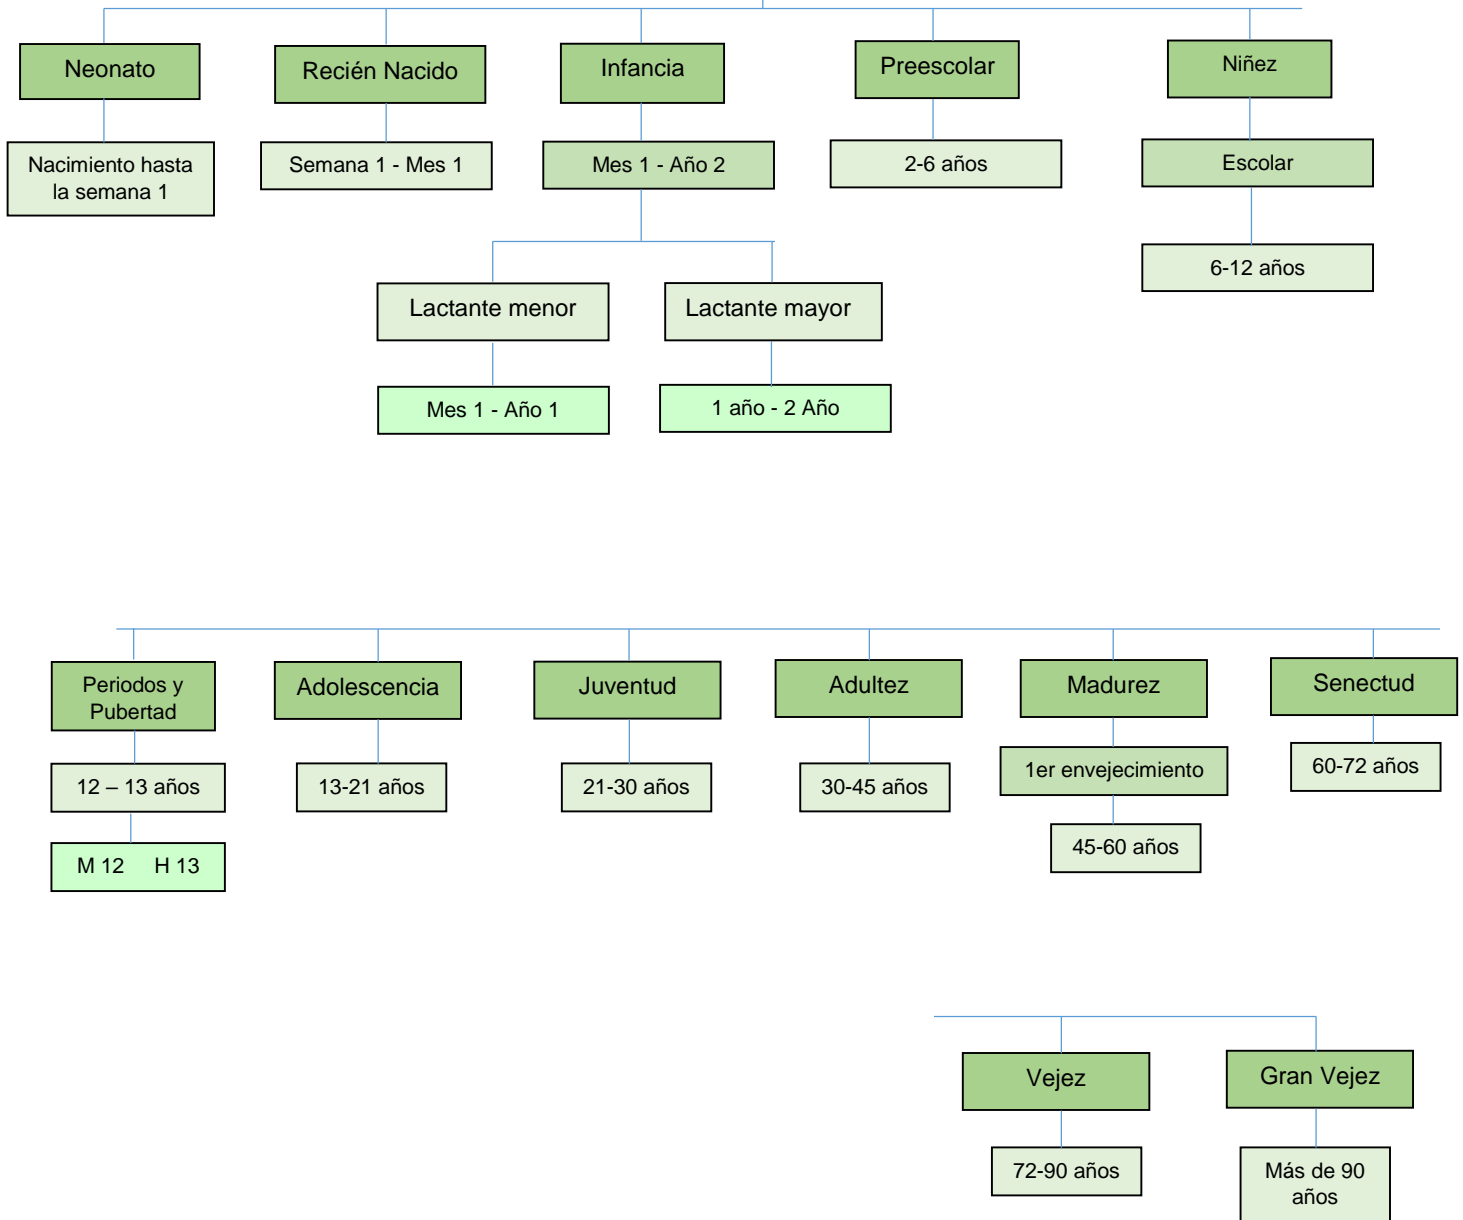 Neonato
Recién Nacido
Infancia
Preescolar
Niñez
Nacimiento hasta
la semana 1
Semana 1 - Mes 1
Mes 1 - Año 2
2-6 años
Escolar
6-12 años
Lactante menor
Lactante mayor
Mes 1 - Año 1
1 año - 2 Año
Periodos y
Pubertad
Adolescencia
Juventud
Adultez
Madurez
Senectud
12 – 13 años
13-21 años
21-30 años
30-45 años
1er envejecimiento
60-72 años
M 12 H 13
45-60 años
Vejez
Gran Vejez
72-90 años
Más de 90
años